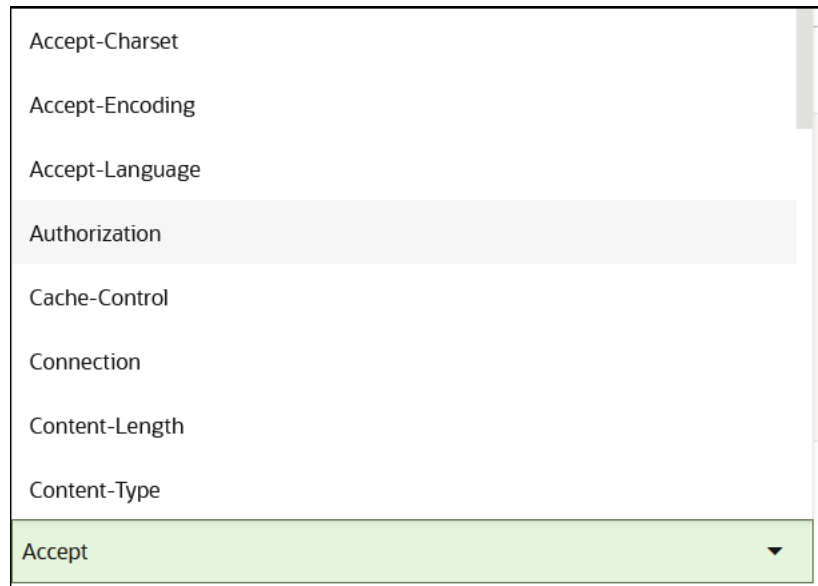 Accept-Charset
Accept-Encoding
Accept-Language
Authorization
Cache-Control
Connection
Content-Length
Content-Type
Accept